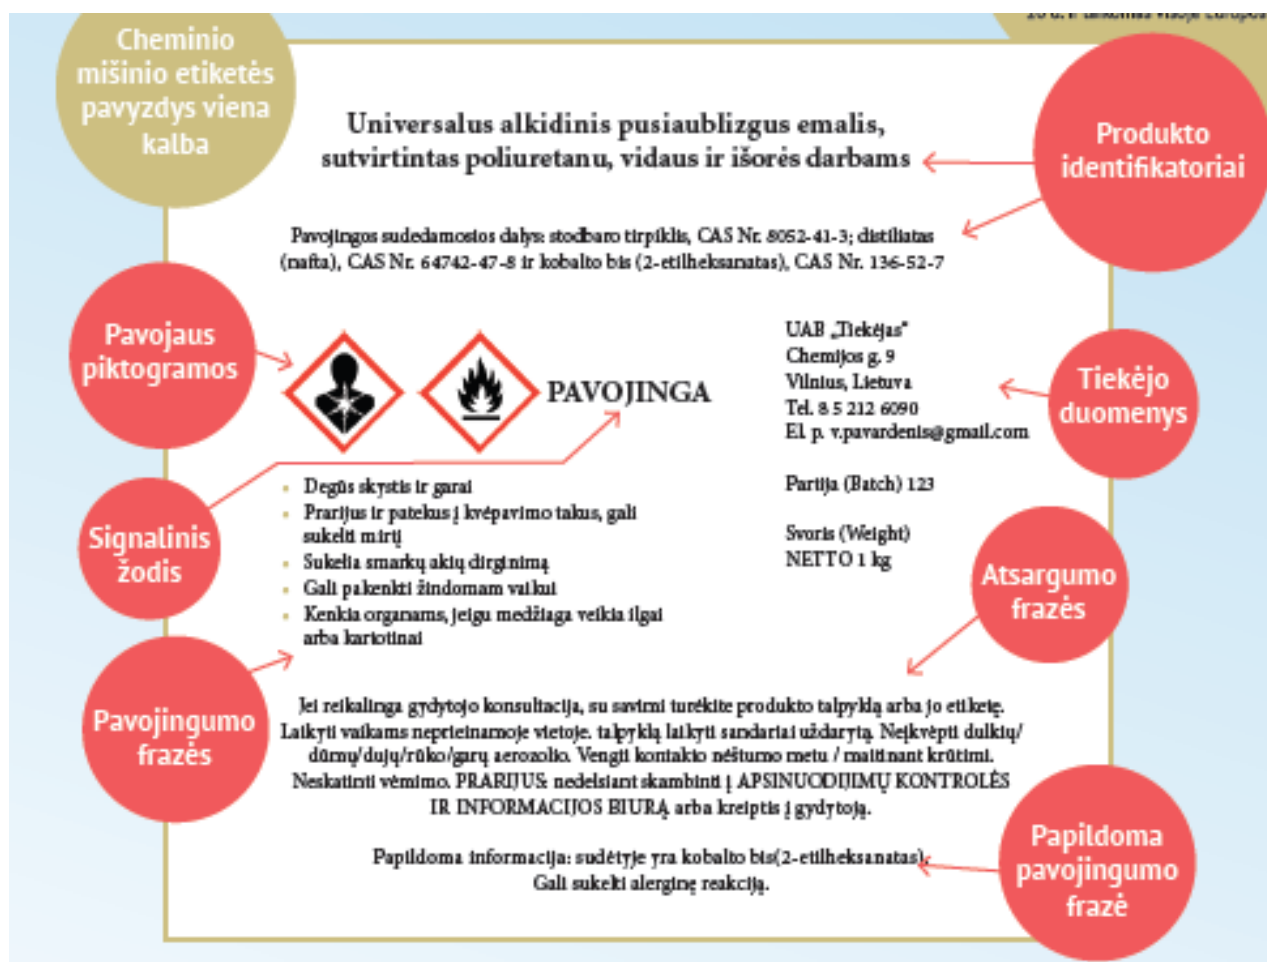 Cheminio
mišinio etiketės
pavyzdys viena
kalba
Universalus alkidinis pusiaublizgus emalis,
sutvirtintas poliuretanu, vidaus ir išorės darbams
Produkto
identifikatoriai
Pavojingos sudedamosios dalys: stodbaro tirpiklis, CAS Nr. 8052-41-3; distiliatas
(nafta), CAS Nr. 64742-47-8 ir kobalto bis (2-etilheksanatas), CAS Nr. 136-52-7
Pavojaus
piktogramos
PAVOJINGA
UAB „Tiekėjas“
Chemijos g. 9
Vilnius, Lietuva
Tel. 8 5 212 6090
El. p. v.pavardenis@gmail.com
Partija (Batch) 123
Svoris (Weight)
NETTO 1 kg
Tiekėjo
duomenys
Signalinis
žodis
Degūs skystis ir garai
Prarijus ir patekus į kvėpavimo takus, gali
sukelti mirtį
Sukelia smarkų akių dirginimą
Gali pakenkti žindomam vaikui
Kenkia organams, jeigu medžiaga veikia ilgai
arba kartotinai
Atsargumo
frazės
Pavojingumo
frazės
Jei reikalinga gydytojo konsultacija, su savimi turėkite produkto talpyklą arba jo etiketę.
Laikyti vaikams neprieinamoje vietoje. talpyklą laikyti sandariai uždarytą. Neįkvėpti dulkių/
dūmų/dujų/rūko/garų aerozolio. Vengti kontakto nėštumo metu / maitinant krūtimi.
Neskatinti vėmimo. PRARIJUS: nedelsiant skambinti į APSINUODIJIMŲ KONTROLĖS
IR INFORMACIJOS BIURĄ arba kreiptis į gydytoją.
Papildoma informacija: sudėtyje yra kobalto bis(2-etilheksanatas).
Gali sukelti alerginę reakciją.
Papildoma
pavojingumo
frazė